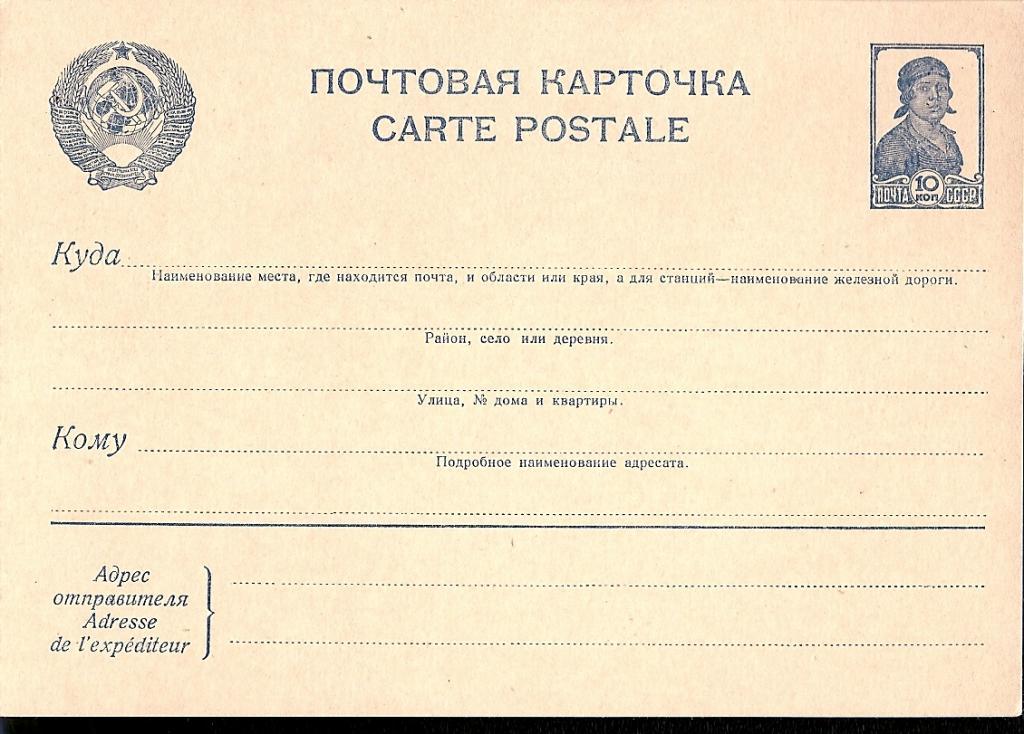 ПОЧТОВАЯ КАРТОЧКА
CARTE POSTALE
ПОЧТА 10 КОП СССР
Куда
Наименование места, где находится почта, и области или края, а для станций—наименование железной дороги.
Район, село или деревня.
Улица, № дома и квартиры.
Кому
Подробное наименование адресата.
Адрес
отправителя
Adresse
de l'expéditeur